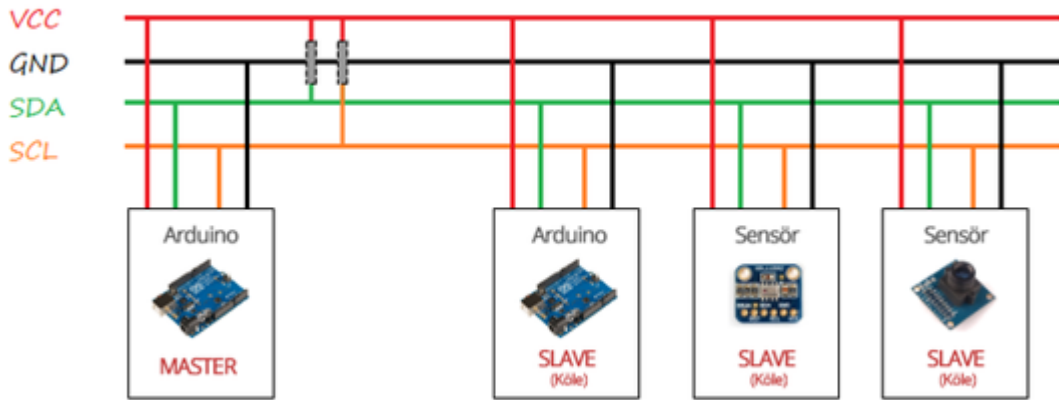 VCC
GND
SDA
SCL
Arduino
MASTER
Arduino
SLAVE
(Köle)
Sensör
SLAVE
(Köle)
Sensör
SLAVE
(Köle)